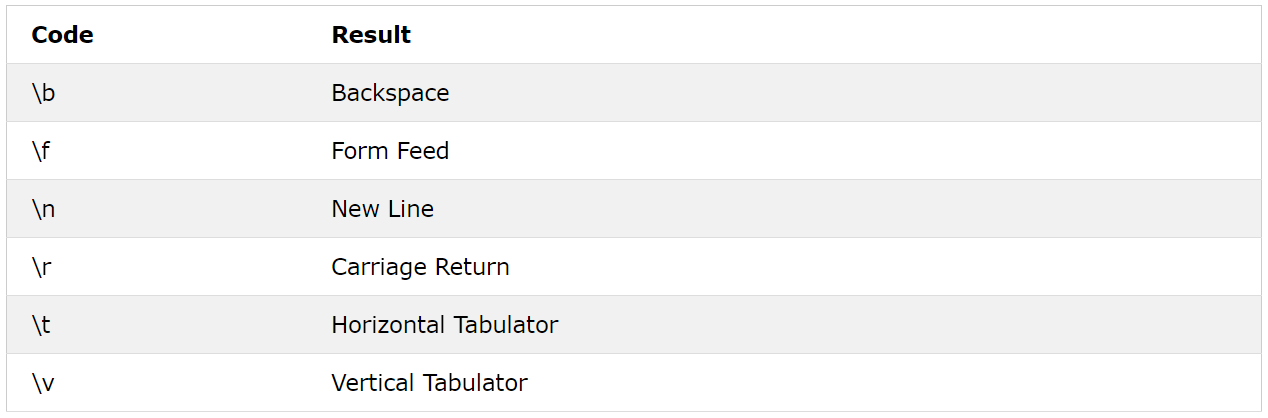 Code Result
\b Backspace
\f Form Feed
\n New Line
\r Carriage Return
\t Horizontal Tabulator
\v Vertical Tabulator